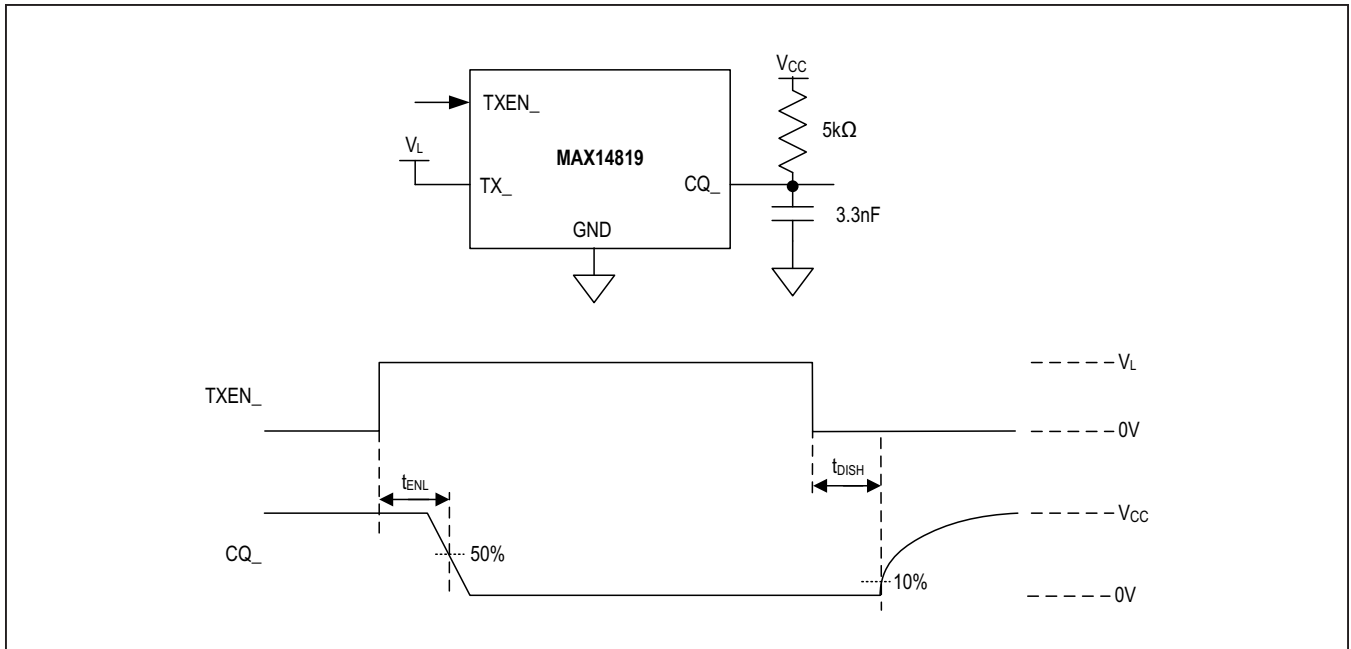 VCC
TXEN_
5kΩ
VL
MAX14819
TX_
CQ_
3.3nF
GND
VL
TXEN_
0V
tDISH
tENL
VCC
CQ_
50%
10%
0V